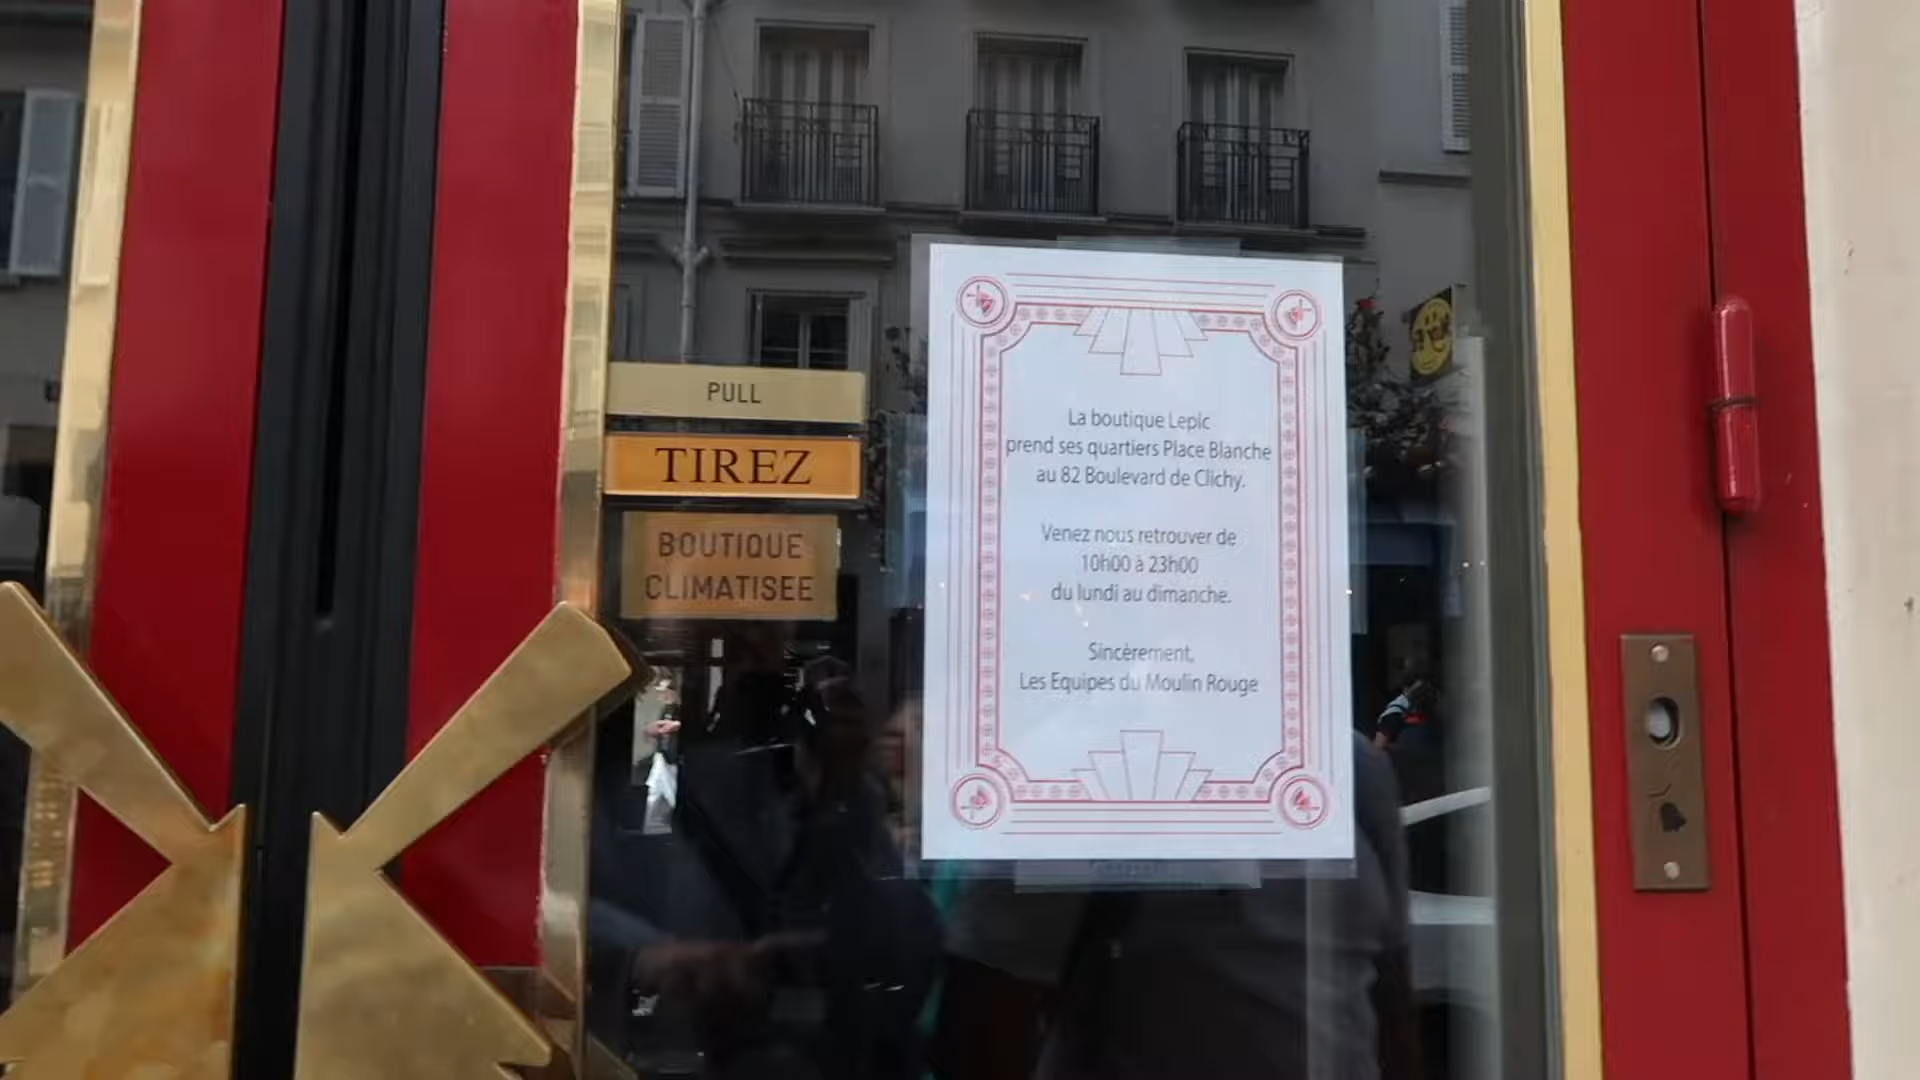 PULL
TIREZ
BOUTIQUE
CLIMATISEE
La boutique Lepic
prend ses quartiers Place Blanche
au 82 Boulevard de Clichy.
Venez nous retrouver de
10h00 à 23h00
du lundi au dimanche.
Sincèrement,
Les Equipes du Moulin Rouge